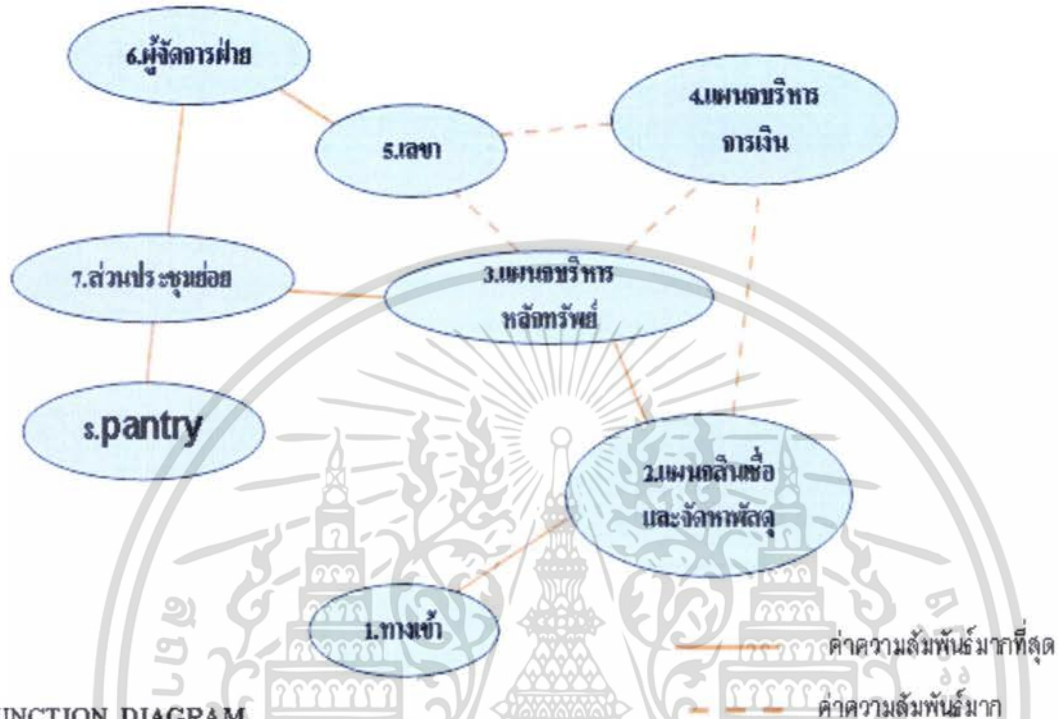 6.ผู้จัดการฝ่าย
4.แผนกบริหาร
การเงิน
5.เลขา
7.ส่วนประชุมย่อย
3.แผนกบริหาร
หลักทรัพย์
8.pantry
2.แผนกสินเชื่อ
และจัดหาพัสดุ
1.ทางเข้า
ค่าความสัมพันธ์มากที่สุด
ค่าความสัมพันธ์มาก
UNCTION DIAGRAM